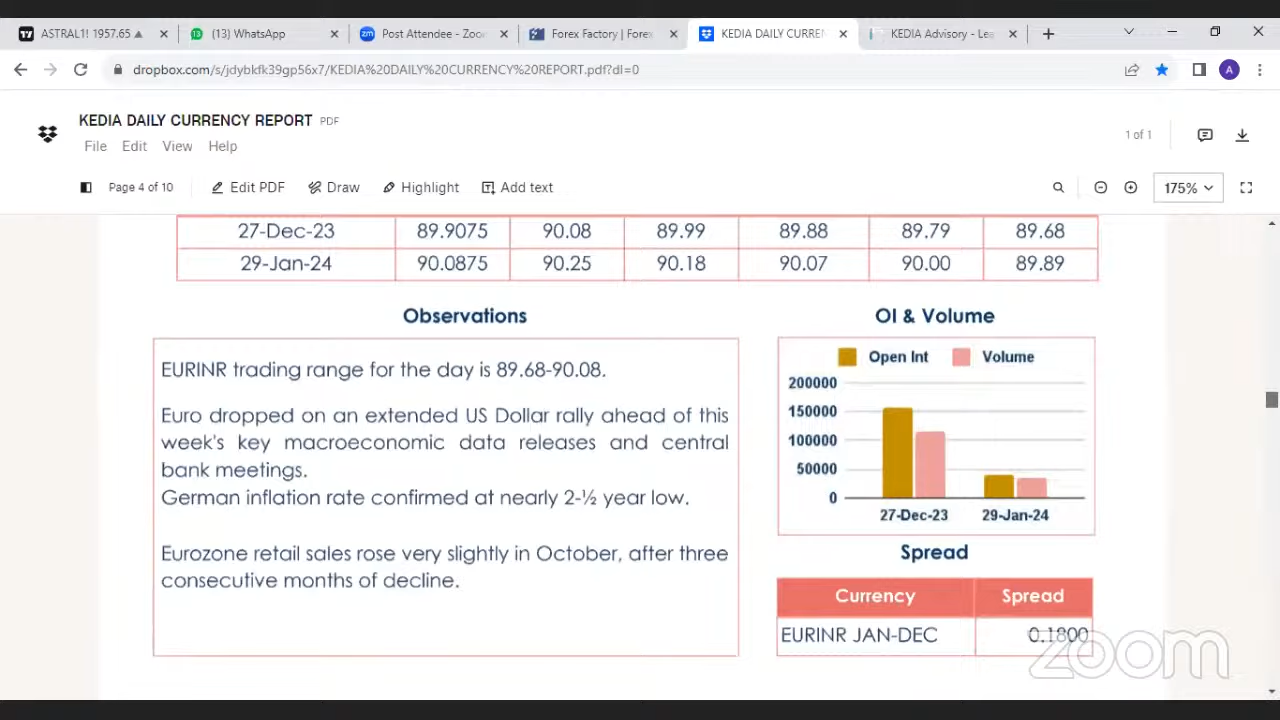 ASTRAL1! 1957.65
(13) WhatsApp
Post Attendee - Zoo
Forex Factory | Forex
KEDIA DAILY CURREN
KEDIA Advisory - Lea
dropbox.com/s/jdybkfk39gp56x7/KEDIA%20DAILY%20CURRENCY%20REPORT.pdf?dl=0
A
KEDIA DAILY CURRENCY REPORT PDF
File Edit View Help
1 of 1
Page 4 of 10
Edit PDF Draw Highlight Add text
175%
27-Dec-23 89.9075 90.08 89.99 89.88 89.79 89.68
29-Jan-24 90.0875 90.25 90.18 90.07 90.00 89.89
Observations
EURINR trading range for the day is 89.68-90.08.
Euro dropped on an extended US Dollar rally ahead of this
week's key macroeconomic data releases and central
bank meetings.
German inflation rate confirmed at nearly 2-½ year low.
Eurozone retail sales rose very slightly in October, after three
consecutive months of decline.
OI & Volume
Open Int Volume
200000
150000
100000
50000
0
27-Dec-23 29-Jan-24
Spread
Currency Spread
EURINR JAN-DEC 0.1800
zoom